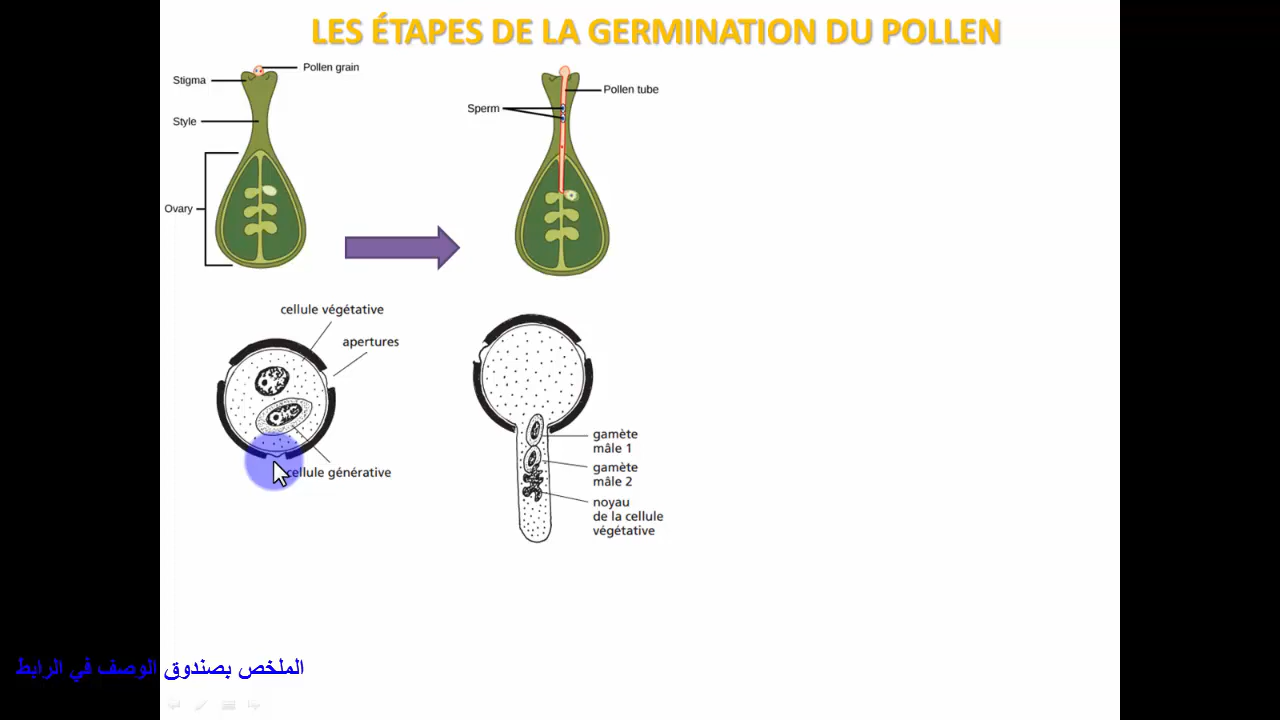 LES ÉTAPES DE LA GERMINATION DU POLLEN
Pollen grain
Stigma
Style
Ovary
Pollen tube
Sperm
cellule végétative
apertures
cellule générative
gamète
mâle 1
gamète
mâle 2
noyau
de la cellule
végétative
الملخص بصندوق الوصف في الرابط